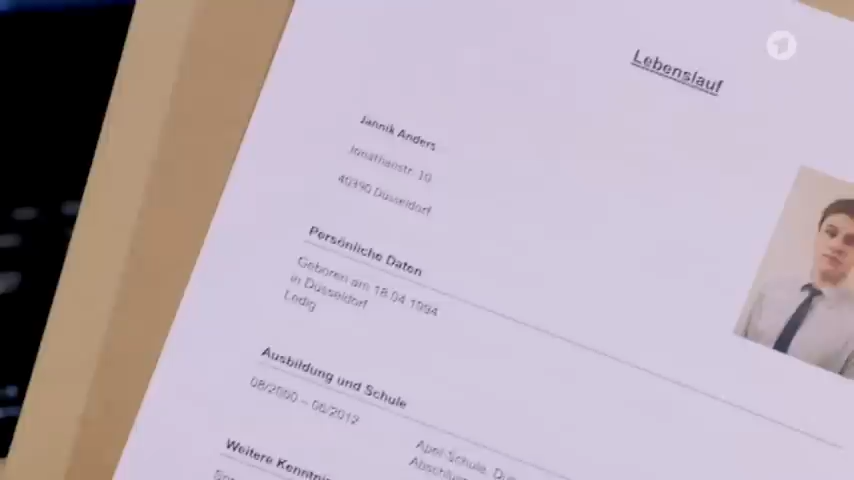 Lebenslauf
Jannik Anders
Jonathanstr. 10
40390 Düsseldorf
Persönliche Daten
Geboren am 18.04.1994
in Düsseldorf
Ledig
Ausbildung und Schule
08/2000 – 06/2012
Schule,
Weitere